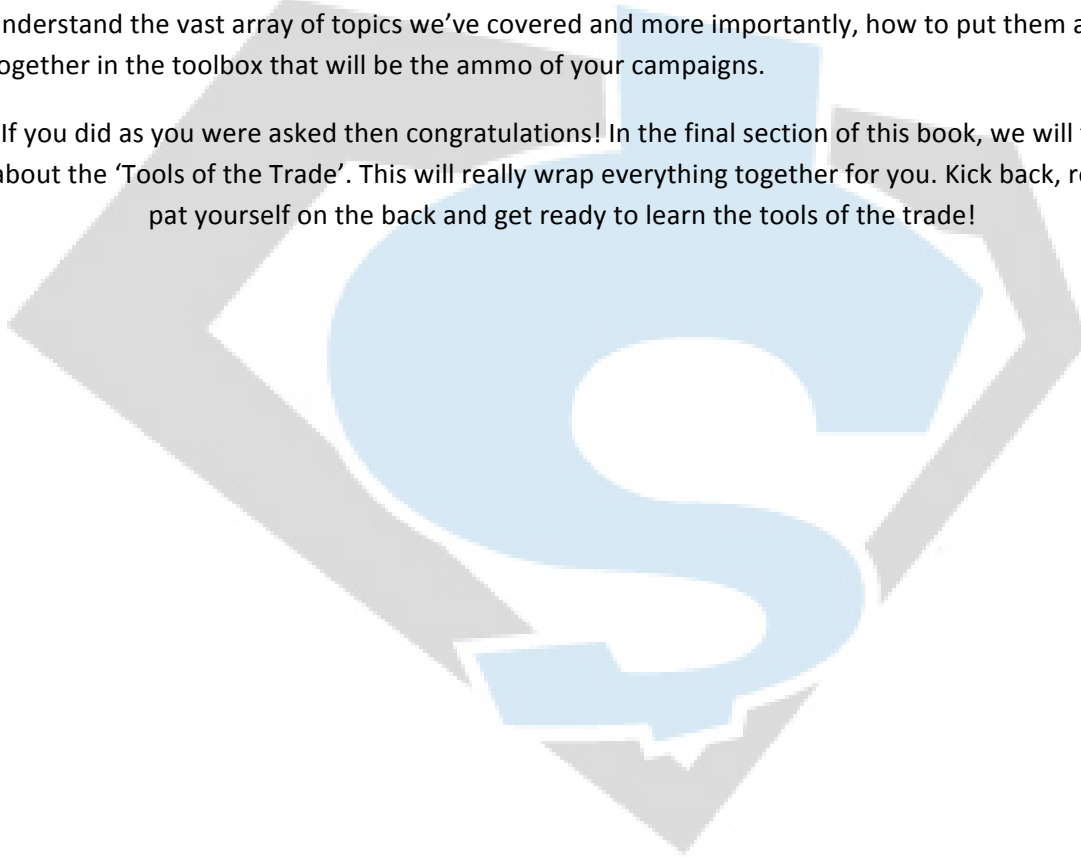 nderstand the vast array of topics we’ve covered and more importantly, how to put them a
ogether in the toolbox that will be the ammo of your campaigns.
If you did as you were asked then congratulations! In the final section of this book, we will
about the ‘Tools of the Trade’. This will really wrap everything together for you. Kick back, r
pat yourself on the back and get ready to learn the tools of the trade!